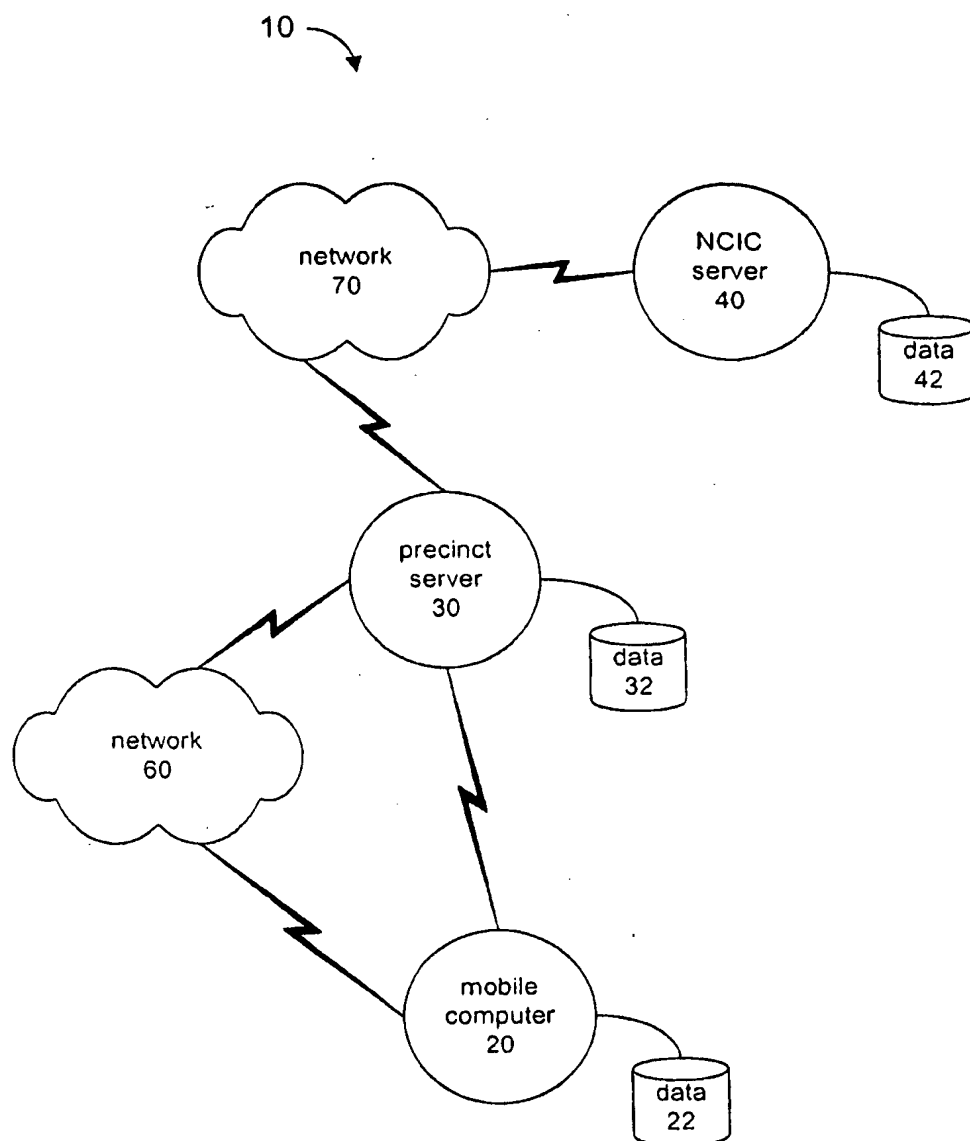 10
network
70
NCIC
server
40
data
42
precinct
server
30
data
32
network
60
mobile
computer
20
data
22